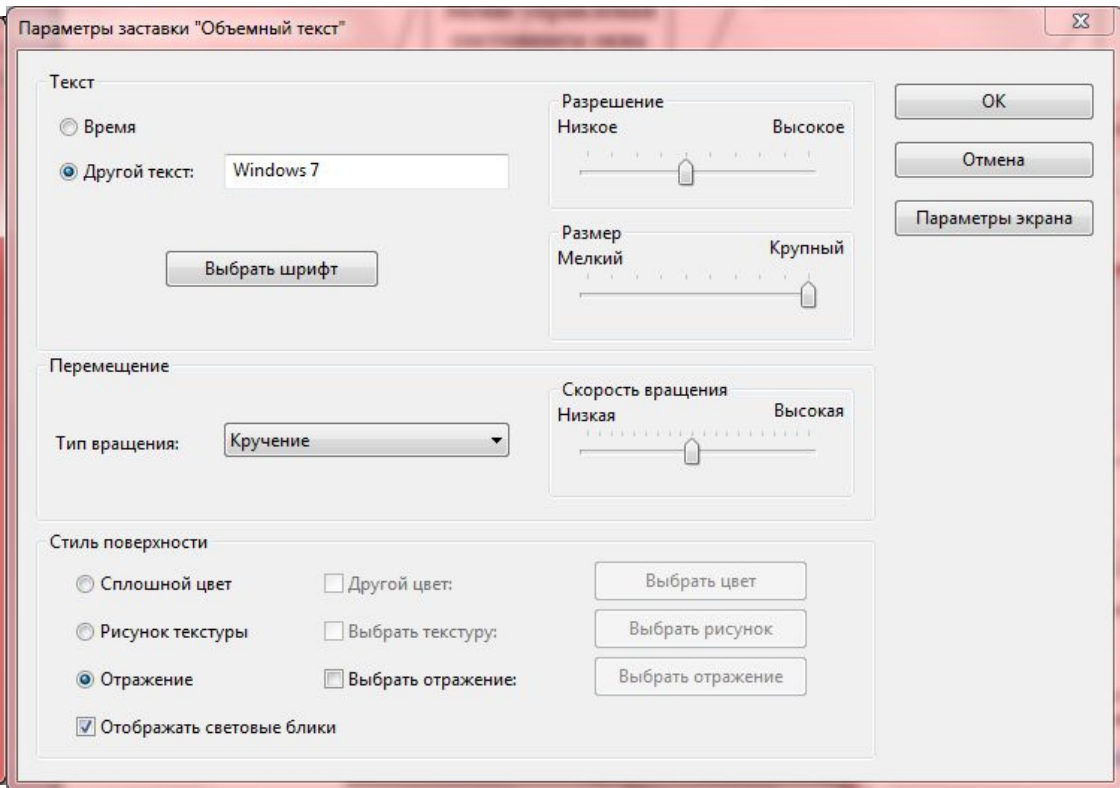 Параметры заставки "Объемный текст"
Текст
Время
Другой текст:
Windows 7
Выбрать шрифт
Разрешение
Низкое
Высокое
Размер
Мелкий
Крупный
OK
Отмена
Параметры экрана
Перемещение
Тип вращения:
Кручение
Скорость вращения
Низкая
Высокая
Стиль поверхности
Сплошной цвет
Другой цвет:
Выбрать цвет
Рисунок текстуры
Выбрать текстуру:
Выбрать рисунок
Отражение
Выбрать отражение:
Выбрать отражение
Отображать световые блики